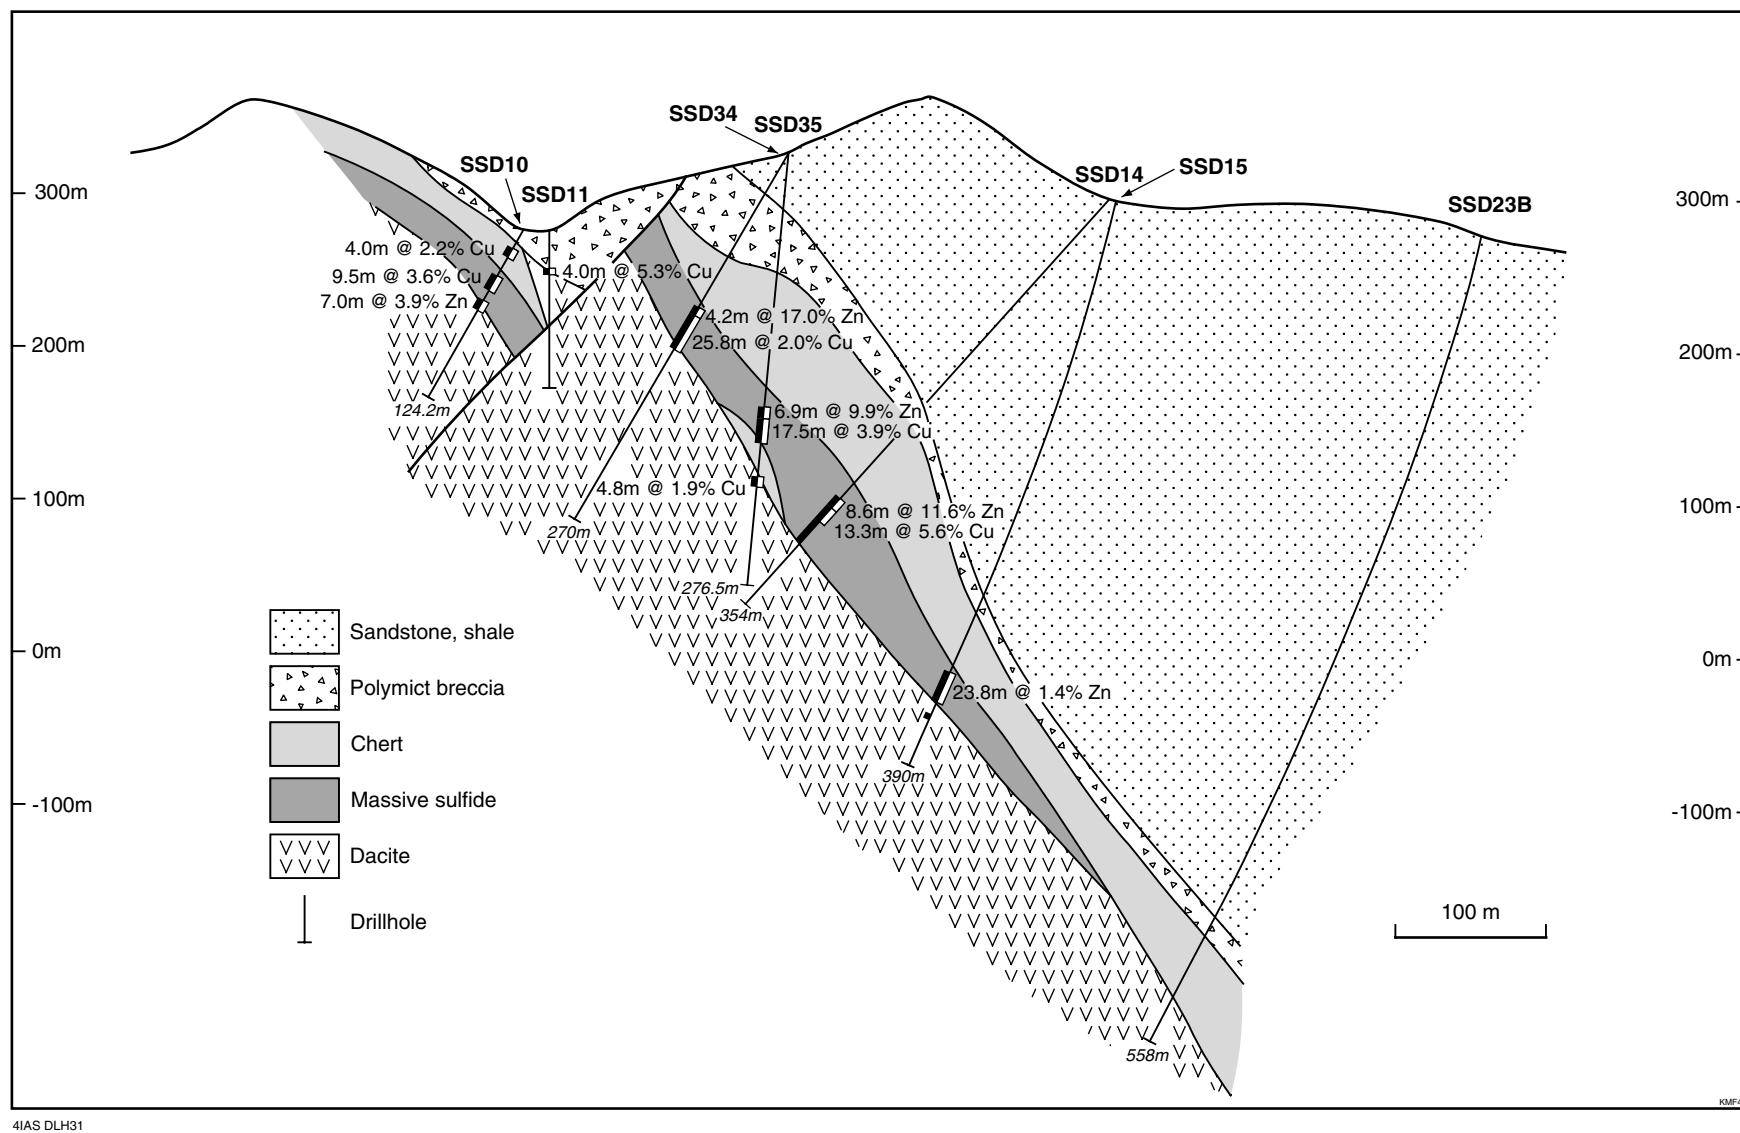 SSD34
SSD35
SSD10
SSD11
SSD14
SSD15
SSD23B
300m
300m
4.0m @ 2.2% Cu
9.5m @ 3.6% Cu
7.0m @ 3.9% Zn
4.0m @ 5.3% Cu
4.2m @ 17.0% Zn
25.8m @ 2.0% Cu
200m
200m
124.2m
6.9m @ 9.9% Zn
17.5m @ 3.9% Cu
4.8m @ 1.9% Cu
100m
100m
8.6m @ 11.6% Zn
13.3m @ 5.6% Cu
270m
276.5m
354m
Sandstone, shale
0m
0m
Polymict breccia
23.8m @ 1.4% Zn
Chert
390m
Massive sulfide
-100m
-100m
Dacite
Drillhole
100 m
558m
KMF4
4IAS DLH31